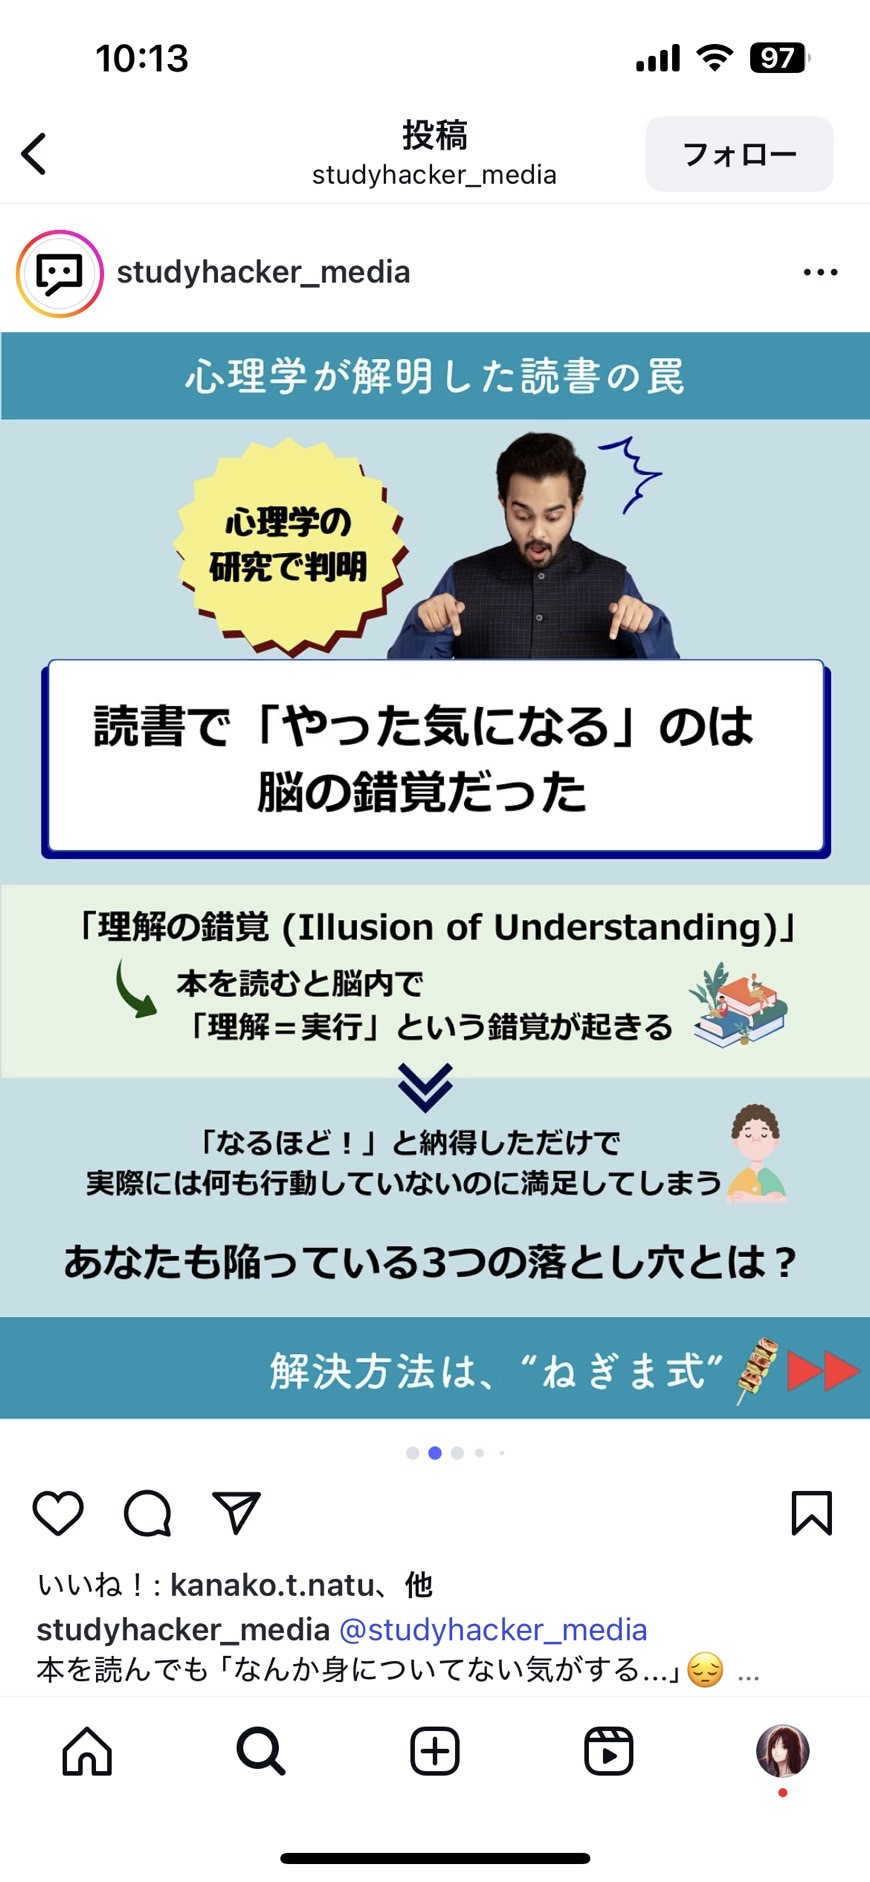 10:13
97
投稿
studyhacker_media
フォロー
studyhacker_media
心理学が解明した読書の罠
心理学の
研究で判明
読書で「やった気になる」のは
脳の錯覚だった
「理解の錯覚 (Illusion of Understanding)」
本を読むと脳内で
「理解＝実行」という錯覚が起きる
「なるほど！」と納得しただけで
実際には何も行動していないのに満足してしまう
あなたも陥っている3つの落とし穴とは？
解決方法は、“ねぎま式”
いいね！: kanako.t.natu、他
studyhacker_media @studyhacker_media
本を読んでも「なんか身についてない気がする...」😔 ...